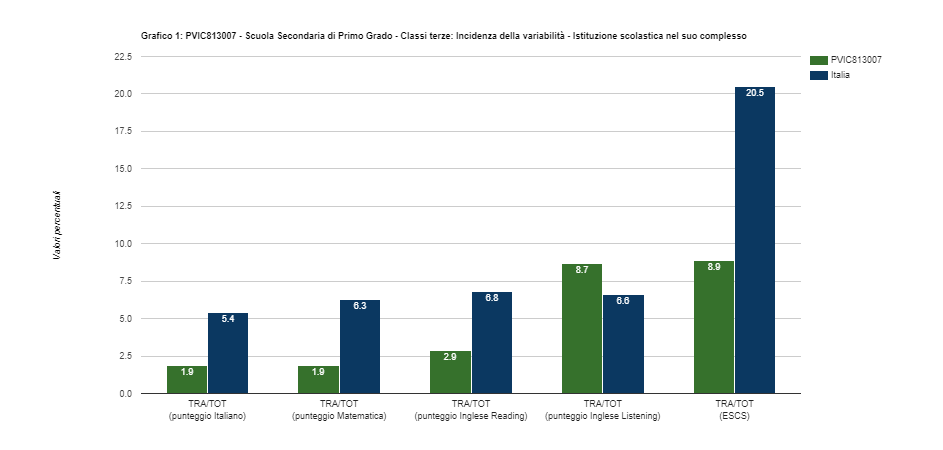 Grafico 1: PVIC813007 - Scuola Secondaria di Primo Grado - Classi terze: Incidenza della variabilità - Istituzione scolastica nel suo complesso
PVIC813007
Italia
Valori percentuali
22.5
20.0
17.5
15.0
12.5
10.0
7.5
5.0
2.5
0.0
1.9
5.4
1.9
6.3
2.9
6.8
8.7
6.6
8.9
20.5
TRA/TOT
(punteggio Italiano)
TRA/TOT
(punteggio Matematica)
TRA/TOT
(punteggio Inglese Reading)
TRA/TOT
(punteggio Inglese Listening)
TRA/TOT
(ESCS)